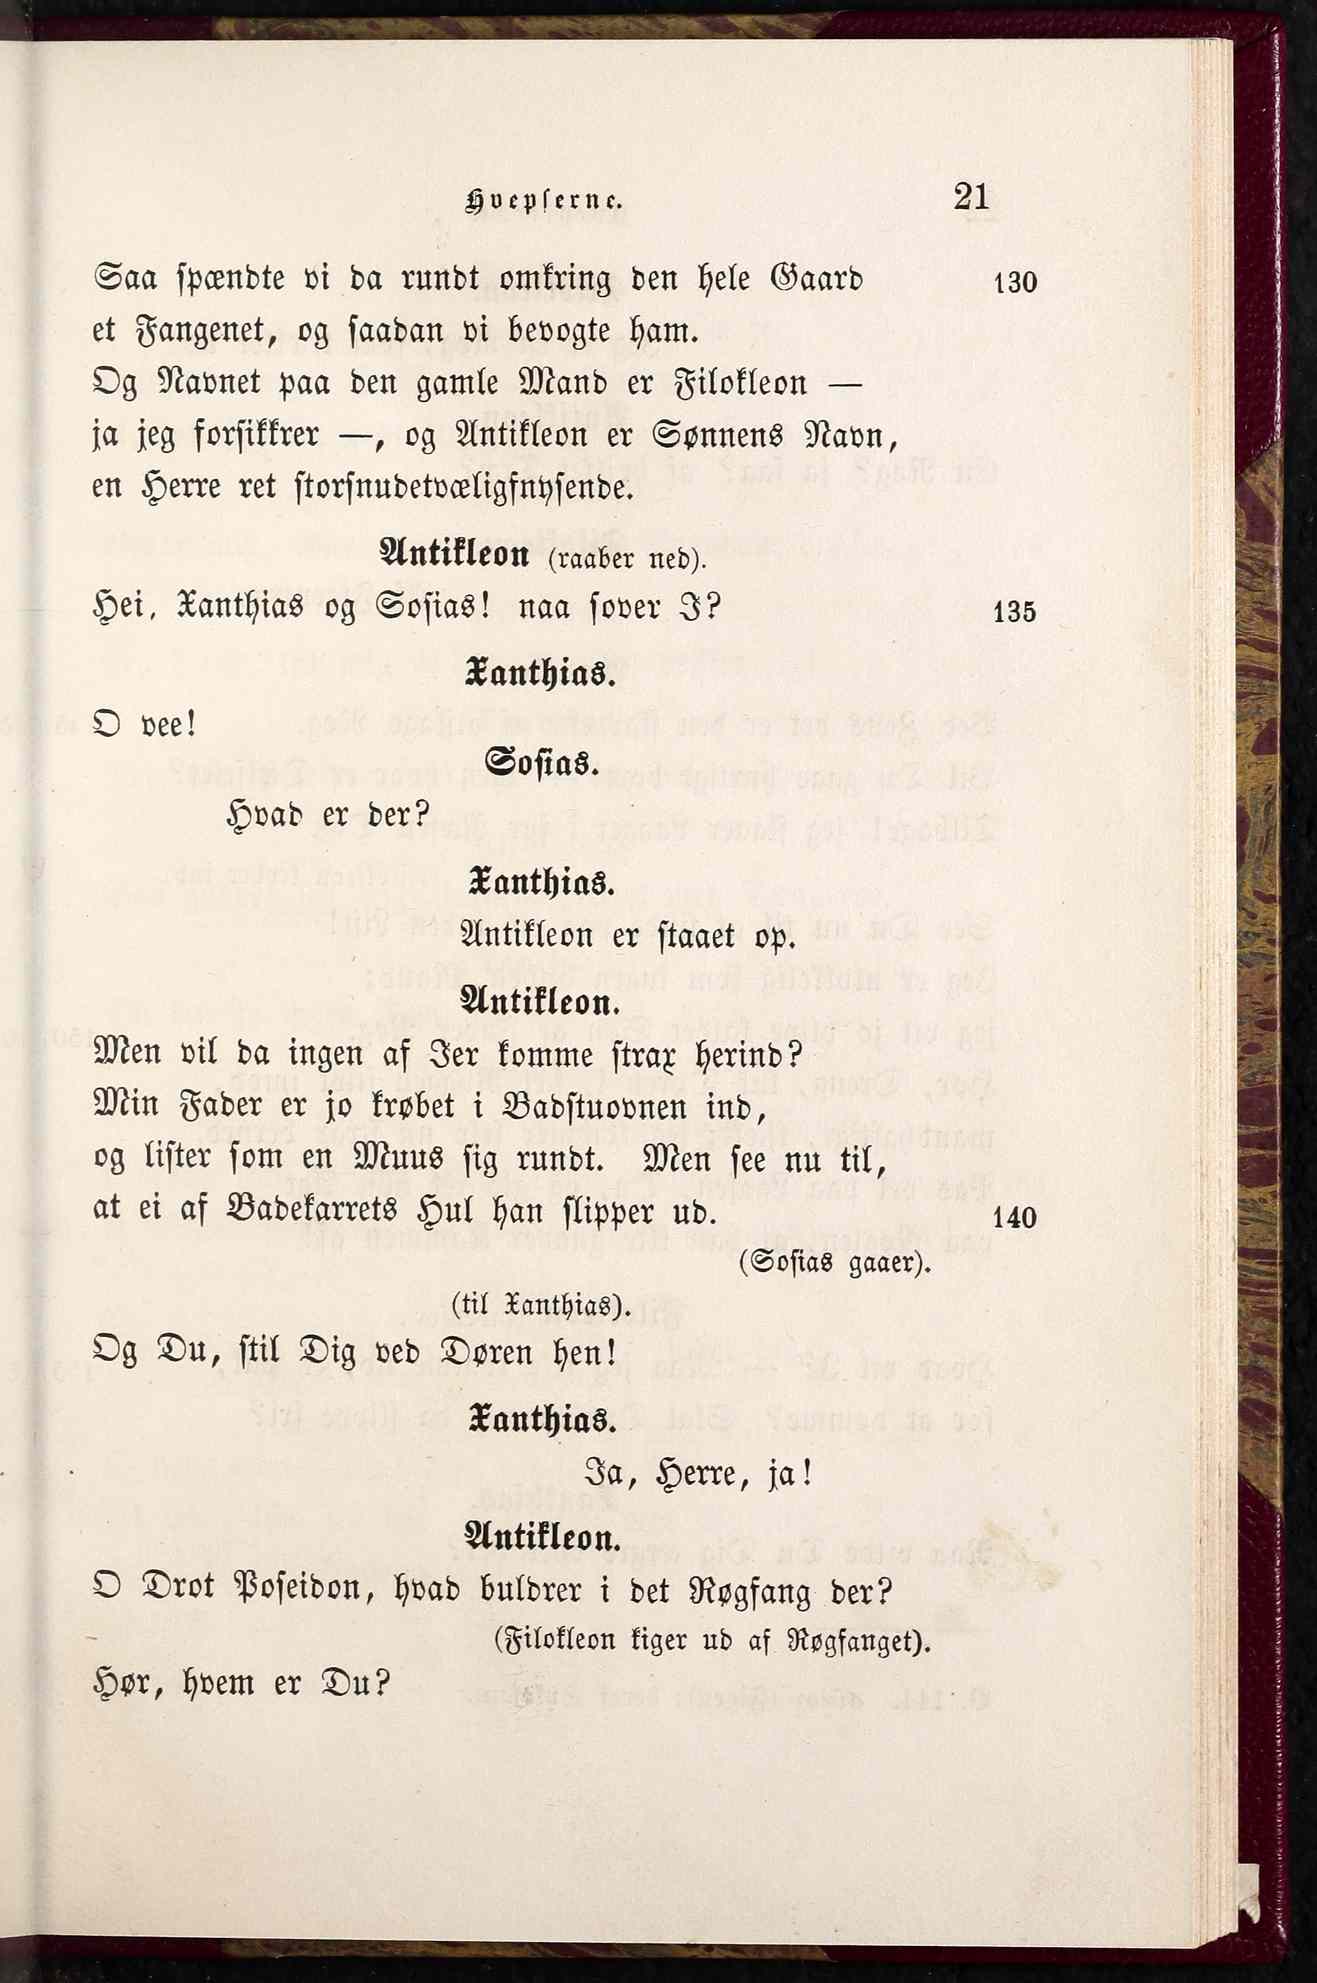 Hvepserne.
21
Saa spændte vi da rundt omkring den hele Gaard 130
et Fangenet, og saadan vi bevogte ham.
Og Navnet paa den gamle Mand er Filokleon —
ja jeg forsikkrer —, og Antikleon er Sønnens Navn,
en Herre ret storsnudetvæligfnysende.
Antikleon (raaber ned).
Hei, Xanthias og Sosias! naa sover I? 135
Xanthias.
O vee!
Sosias.
Hvad er der?
Xanthias.
Antikleon er staaet op.
Antikleon.
Men vil da ingen af Jer komme strax herind?
Min Fader er jo krøbet i Badstuovnen ind,
og lister som en Muus sig rundt. Men see nu til,
at ei af Badekarrets Hul han slipper ud. 140
(Sosias gaaer).
(til Xanthias).
Og Du, stil Dig ved Døren hen!
Xanthias.
Ja, Herre, ja!
Antikleon.
O Drot Poseidon, hvad buldrer i det Røgfang der?
(Filokleon kiger ud af Røgfanget).
Hør, hvem er Du?